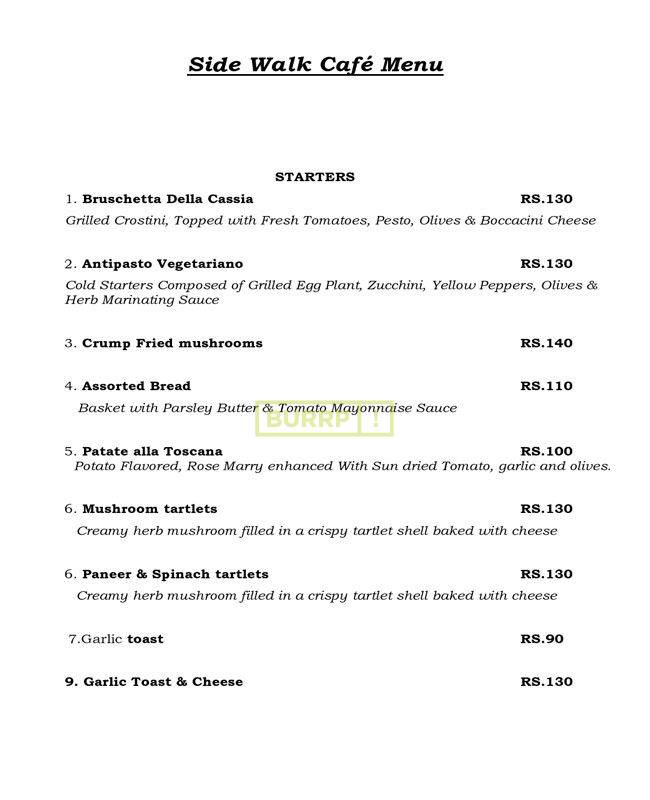 Side Walk Café Menu
STARTERS
1. Bruschetta Della Cassia RS.130
Grilled Crostini, Topped with Fresh Tomatoes, Pesto, Olives & Boccacini Cheese
2. Antipasto Vegetariano RS.130
Cold Starters Composed of Grilled Egg Plant, Zucchini, Yellow Peppers, Olives &
Herb Marinating Sauce
3. Crump Fried mushrooms RS.140
4. Assorted Bread RS.110
Basket with Parsley Butter & Tomato Mayonnaise Sauce
BURRP !
5. Patate alla Toscana RS.100
Potato Flavored, Rose Marry enhanced With Sun dried Tomato, garlic and olives.
6. Mushroom tartlets RS.130
Creamy herb mushroom filled in a crispy tartlet shell baked with cheese
6. Paneer & Spinach tartlets RS.130
Creamy herb mushroom filled in a crispy tartlet shell baked with cheese
7.Garlic toast RS.90
9. Garlic Toast & Cheese RS.130